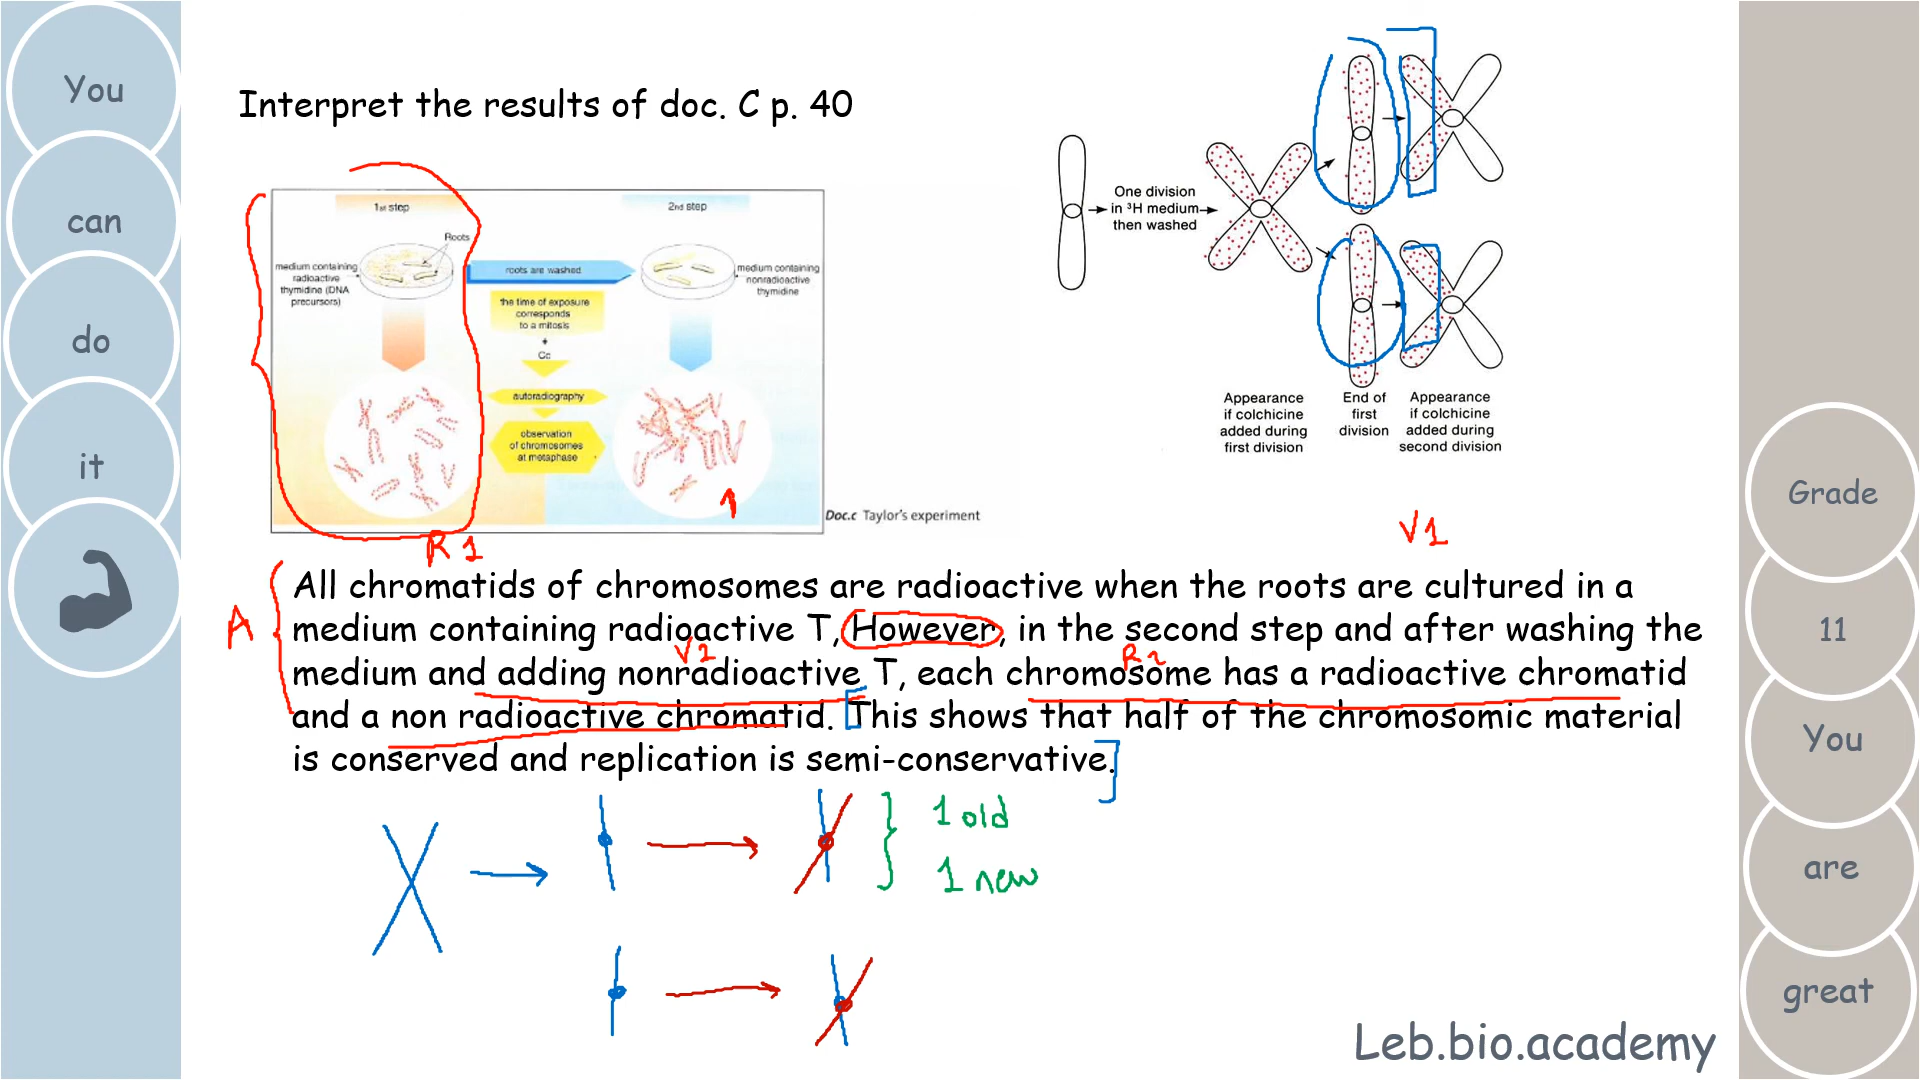 You
can
do
it
Interpret the results of doc. C p. 40
1st step
2nd step
Roots
medium containing
radioactive
thymidine (DNA
precursors)
roots are washed
medium containing
nonradioactive
thymidine
the time of exposure
corresponds
to a mitosis
+
Cc
autoradiography
observation
of chromosomes
at metaphase
Doc.c Taylor's experiment
One division
in ³H medium
then washed
Appearance
if colchicine
added during
first division
End of
first
division
Appearance
if colchicine
added during
second division
R1
V1
A
All chromatids of chromosomes are radioactive when the roots are cultured in a
medium containing radioactive T, However, in the second step and after washing the
V2
R2
medium and adding nonradioactive T, each chromosome has a radioactive chromatid
and a non radioactive chromatid. This shows that half of the chromosomic material
is conserved and replication is semi-conservative.
1 old
1 new
Leb.bio.academy
Grade
11
You
are
great